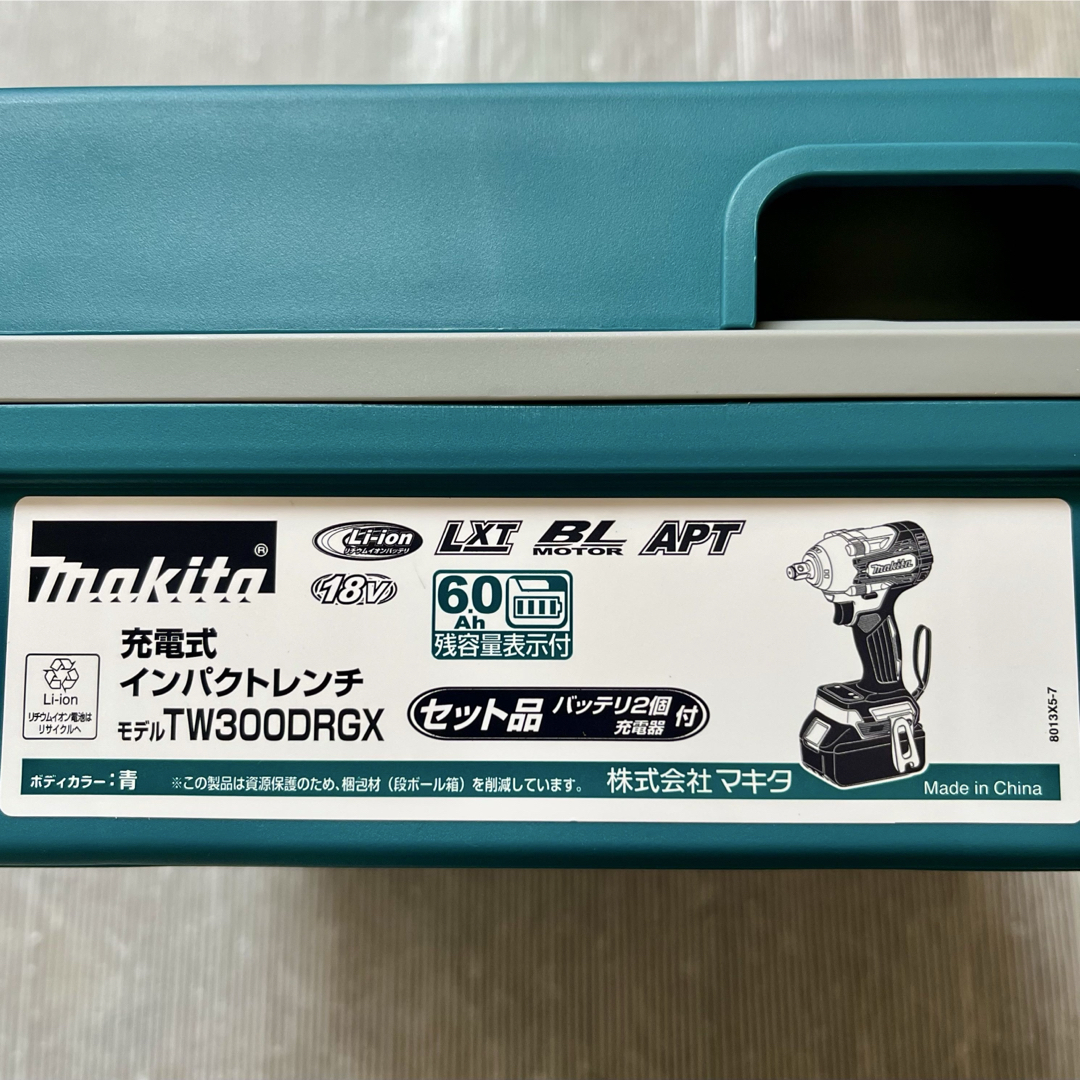 makita®
Li-ion
リチウムイオンバッテリ
LXT
BL
MOTOR
APT
18V
6.0
Ah
残容量表示付
充電式
インパクトレンチ
モデルTW300DRGX
Li-ion
リチウムイオン電池は
リサイクルへ
セット品 バッテリ2個 充電器 付
makita
8013X5-7
ボディカラー：青 ※この製品は資源保護のため、梱包材（段ボール箱）を削減しています。 株式会社マキタ Made in China